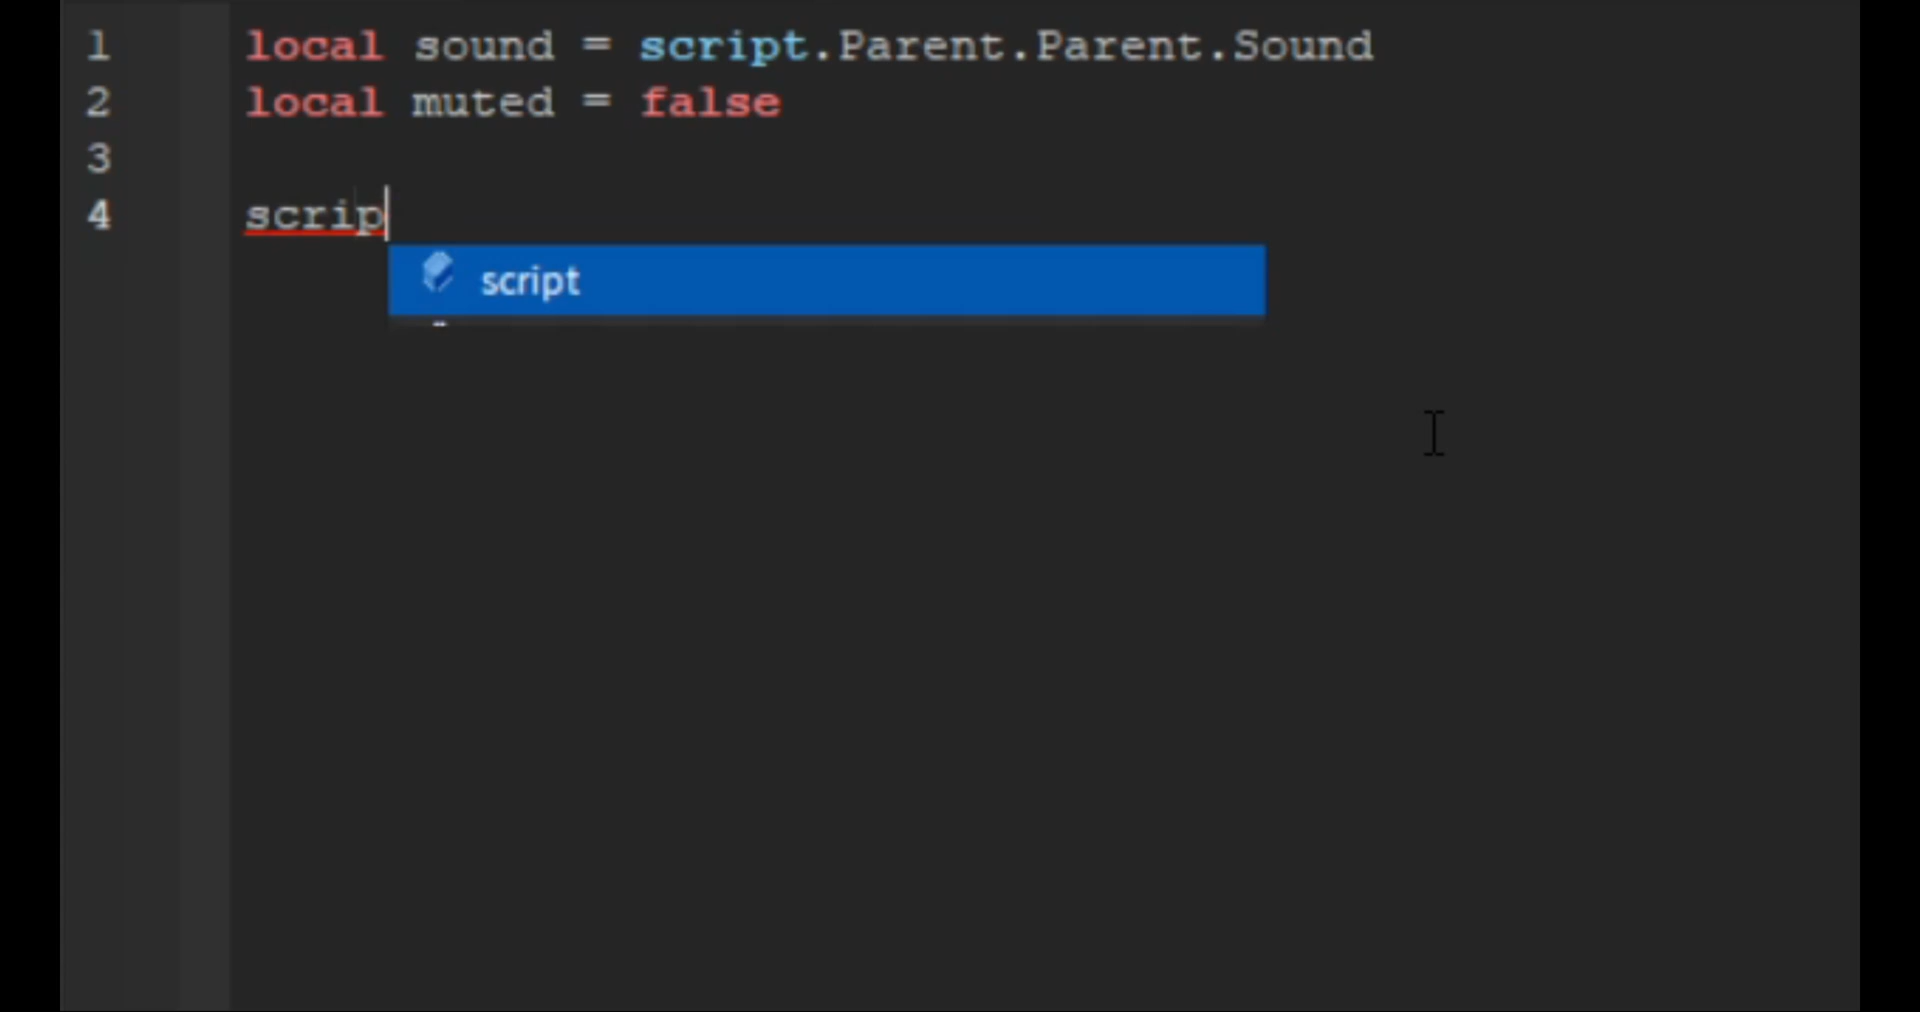 1 local sound = script.Parent.Parent.Sound
2 local muted = false
3
4 scrip
script